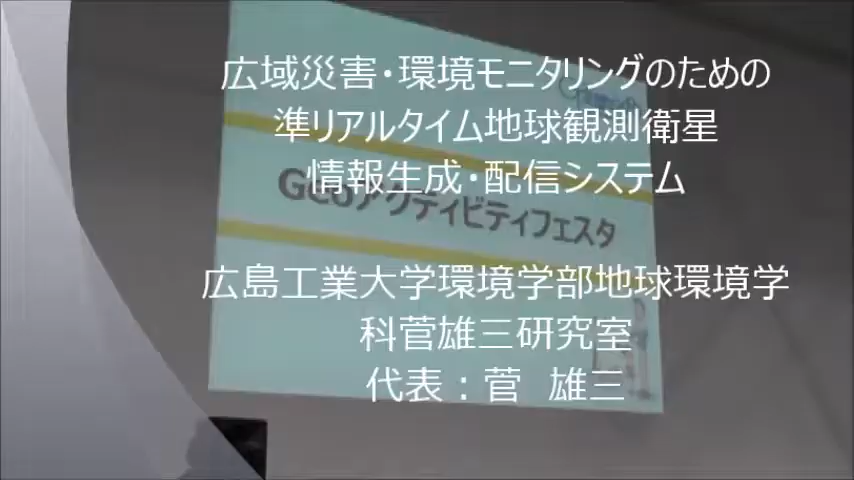 広域災害・環境モニタリングのための
準リアルタイム地球観測衛星
情報生成・配信システム
Geoアクティビティフェスタ
広島工業大学環境学部地球環境学
科菅雄三研究室
代表：菅　雄三